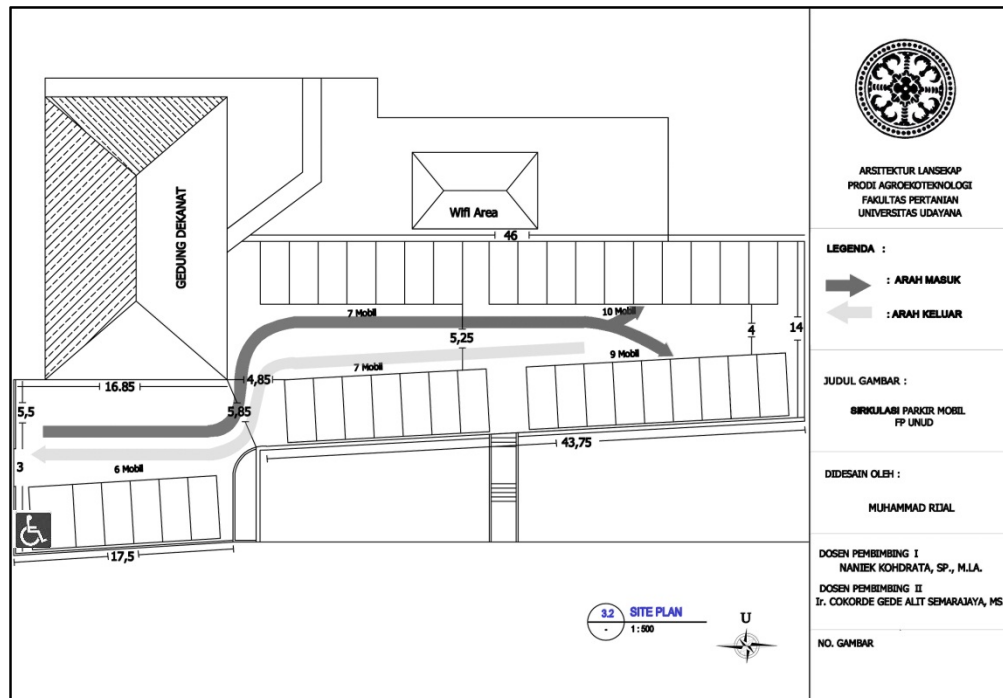 GEDUNG DEKANAT
Wifi Area
46
7 Mobil
10 Mobil
5,25
4
14
7 Mobil
9 Mobil
16.85
4,85
5,5
5,85
3
6 Mobil
43,75
17,5
3.2
-
SITE PLAN
1 : 500
U
ARSITEKTUR LANSEKAP
PRODI AGROEKOTEKNOLOGI
FAKULTAS PERTANIAN
UNIVERSITAS UDAYANA
LEGENDA :
: ARAH MASUK
: ARAH KELUAR
JUDUL GAMBAR :
SIRKULASI PARKIR MOBIL
FP UNUD
DIDESAIN OLEH :
MUHAMMAD RIJAL
DOSEN PEMBIMBING I
NANIEK KOHDRATA, SP., M.LA.
DOSEN PEMBIMBING II
Ir. COKORDE GEDE ALIT SEMARAJAYA, MS
NO. GAMBAR